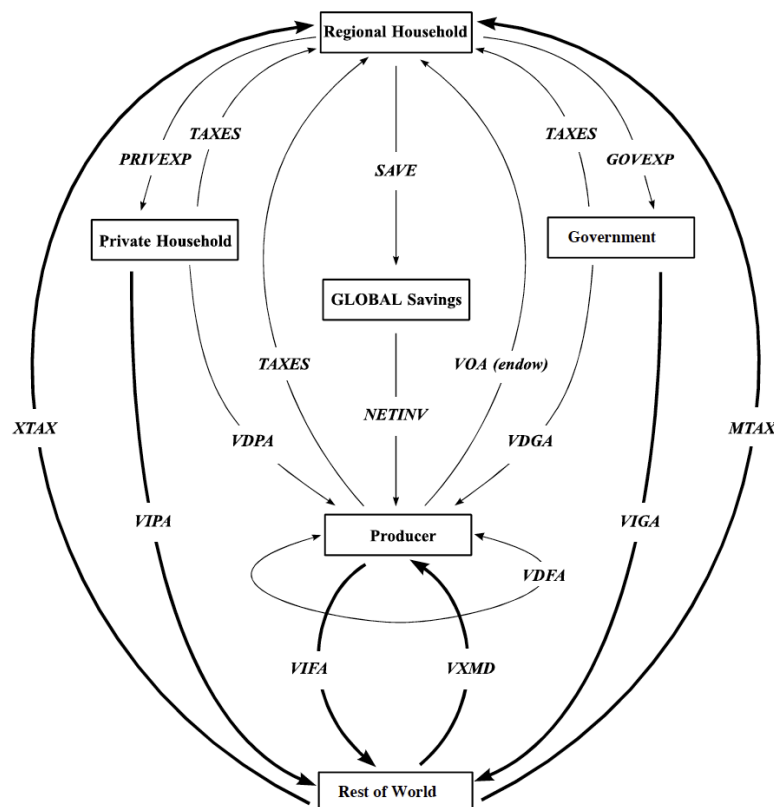 Regional Household
TAXES
TAXES
PRIVEXP
GOVEXP
SAVE
Private Household
Government
GLOBAL Savings
TAXES
VOA (endow)
XTAX
NETINV
MTAX
VDPA
VDGA
VIPA
VIGA
Producer
VDFA
VIFA
VXMD
Rest of World